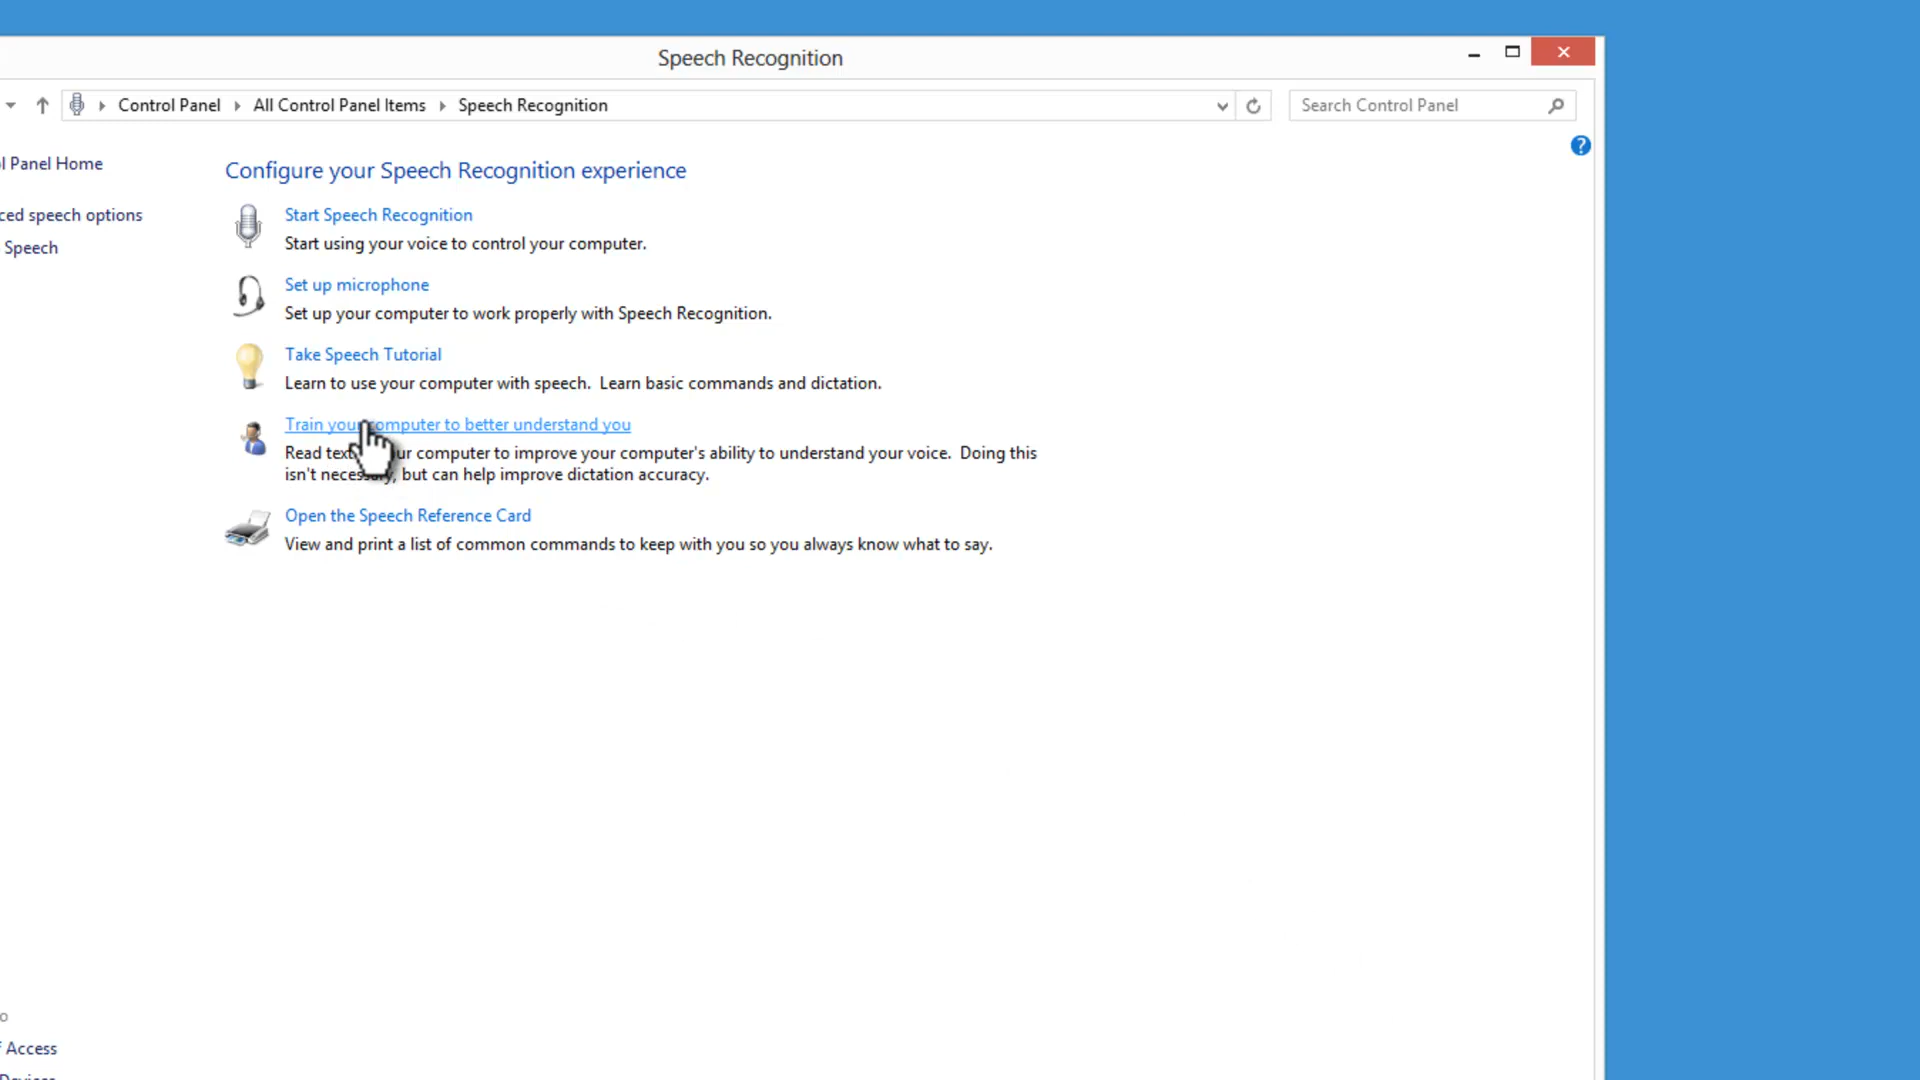 Speech Recognition
Control Panel All Control Panel Items Speech Recognition
Search Control Panel
l Panel Home
Configure your Speech Recognition experience
ced speech options
Speech
Start Speech Recognition
Start using your voice to control your computer.
Set up microphone
Set up your computer to work properly with Speech Recognition.
Take Speech Tutorial
Learn to use your computer with speech. Learn basic commands and dictation.
Train your computer to better understand you
Read text ur computer to improve your computer's ability to understand your voice. Doing this
isn't necessary, but can help improve dictation accuracy.
Open the Speech Reference Card
View and print a list of common commands to keep with you so you always know what to say.
o
Access
Devices